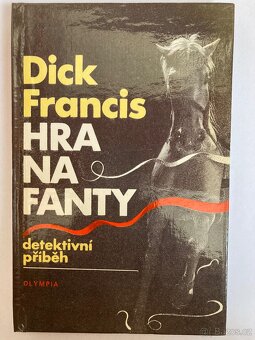 Dick
Francis
HRA
NA
FANTY
detektivní
příběh
OLYMPIA